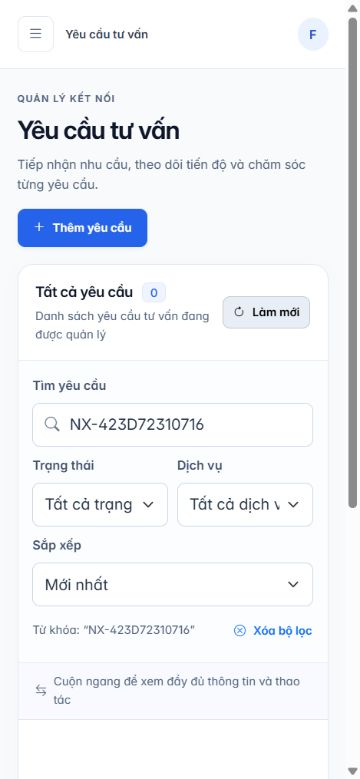 Yêu cầu tư vấn
F
QUẢN LÝ KẾT NỐI
Yêu cầu tư vấn
Tiếp nhận nhu cầu, theo dõi tiến độ và chăm sóc
từng yêu cầu.
+ Thêm yêu cầu
Tất cả yêu cầu 0
Danh sách yêu cầu tư vấn đang
được quản lý
Làm mới
Tìm yêu cầu
NX-423D72310716
Trạng thái
Dịch vụ
Tất cả trạng
Tất cả dịch v
Sắp xếp
Mới nhất
Từ khóa: “NX-423D72310716”
Xóa bộ lọc
Cuộn ngang để xem đầy đủ thông tin và thao
tác